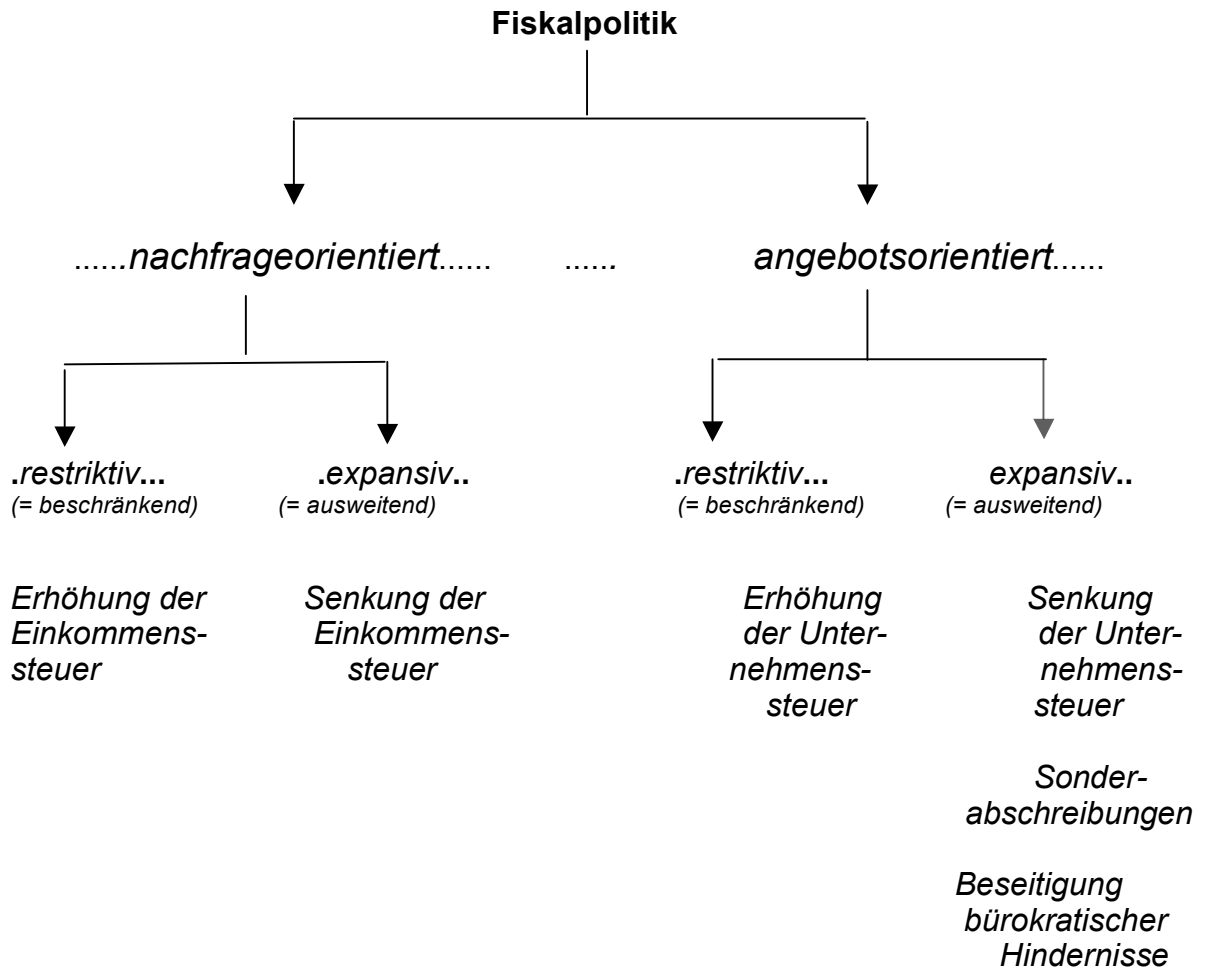 Fiskalpolitik
.......nachfrageorientiert...... ....... angebotsorientiert......
.restriktiv... .expansiv.. .restriktiv... expansiv..
(= beschränkend) (= ausweitend) (= beschränkend) (= ausweitend)
Erhöhung der Senkung der Erhöhung Senkung
Einkommens- Einkommens- der Unter- der Unter-
steuer steuer nehmens- nehmens-
steuer steuer
Sonder-
abschreibungen
Beseitigung
bürokratischer
Hindernisse